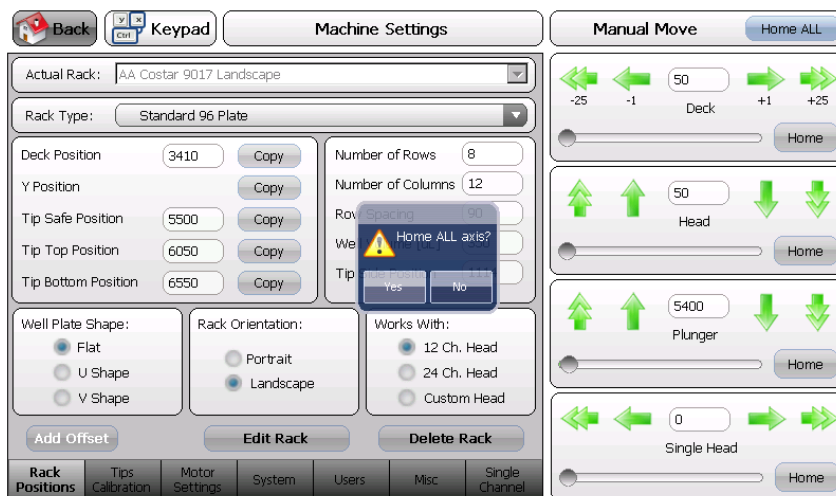 Back
Y X
Ctrl
Keypad
Machine Settings
Manual Move
Home ALL
Actual Rack: AA Costar 9017 Landscape
Rack Type: Standard 96 Plate
Deck Position 3410 Copy
Y Position Copy
Tip Safe Position 5500 Copy
Tip Top Position 6050 Copy
Tip Bottom Position 6550 Copy
Number of Rows 8
Number of Columns 12
Row Spacing 90
Tip Side Position
Home ALL axis?
Yes No
Well Plate Shape:
Flat
U Shape
V Shape
Rack Orientation:
Portrait
Landscape
Works With:
12 Ch. Head
24 Ch. Head
Custom Head
Add Offset
Edit Rack
Delete Rack
Rack Positions
Tips Calibration
Motor Settings
System
Users
Misc
Single Channel
50
-25 -1 Deck +1 +25
Home
50
Head
Home
5400
Plunger
Home
0
Single Head
Home